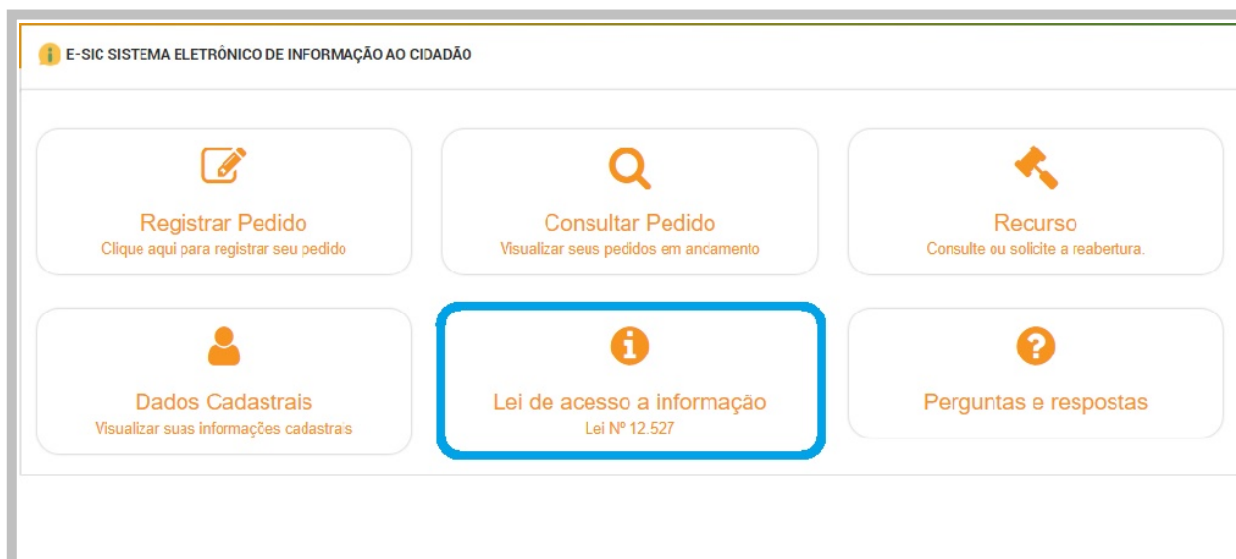 E-SIC SISTEMA ELETRÔNICO DE INFORMAÇÃO AO CIDADÃO
Registrar Pedido
Clique aqui para registrar seu pedido
Consultar Pedido
Visualizar seus pedidos em andamento
Recurso
Consulte ou solicite a reabertura.
Dados Cadastrais
Visualizar suas informações cadastrais
Lei de acesso a informação
Lei Nº 12.527
Perguntas e respostas